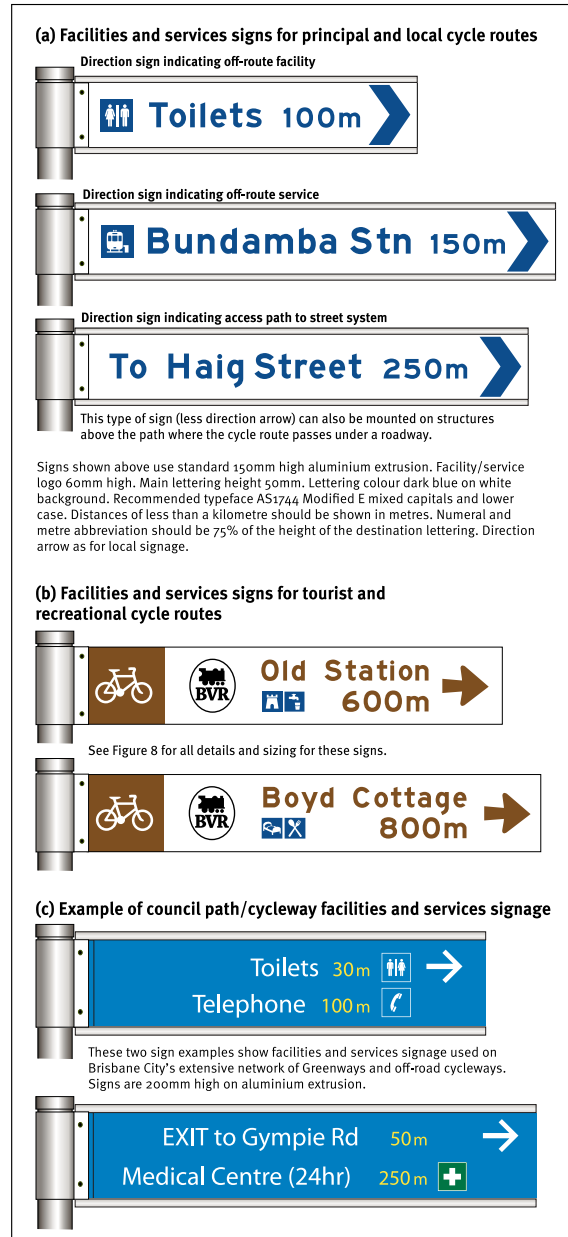 (a) Facilities and services signs for principal and local cycle routes
Direction sign indicating off-route facility
Toilets 100m
Direction sign indicating off-route service
Bundamba Stn 150m
Direction sign indicating access path to street system
To Haig Street 250m
This type of sign (less direction arrow) can also be mounted on structures
above the path where the cycle route passes under a roadway.
Signs shown above use standard 150mm high aluminium extrusion. Facility/service
logo 60mm high. Main lettering height 50mm. Lettering colour dark blue on white
background. Recommended typeface AS1744 Modified E mixed capitals and lower
case. Distances of less than a kilometre should be shown in metres. Numeral and
metre abbreviation should be 75% of the height of the destination lettering. Direction
arrow as for local signage.
(b) Facilities and services signs for tourist and
recreational cycle routes
BVR
Old Station
600m
See Figure 8 for all details and sizing for these signs.
BVR
Boyd Cottage
800m
(c) Example of council path/cycleway facilities and services signage
Toilets 30m
Telephone 100m
These two sign examples show facilities and services signage used on
Brisbane City's extensive network of Greenways and off-road cycleways.
Signs are 200mm high on aluminium extrusion.
EXIT to Gympie Rd 50m
Medical Centre (24hr) 250m